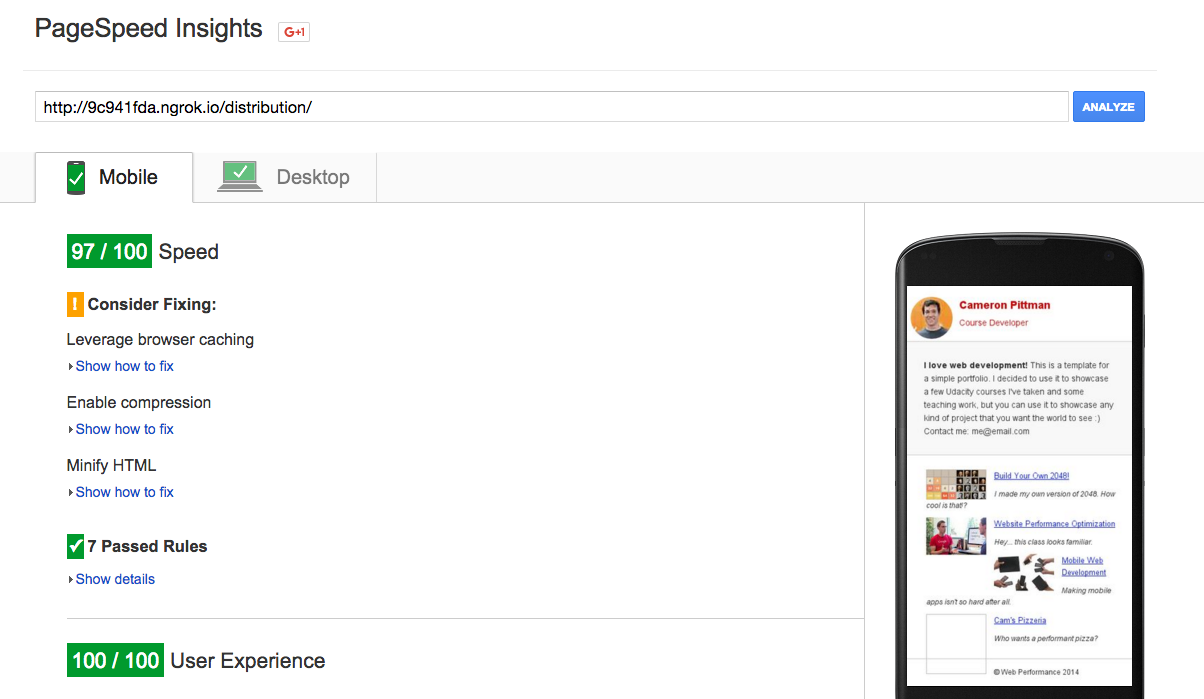 PageSpeed Insights G+1
http://9c941fda.ngrok.io/distribution/ ANALYZE
Mobile Desktop
97 / 100 Speed
! Consider Fixing:
Leverage browser caching
Show how to fix
Enable compression
Show how to fix
Minify HTML
Show how to fix
7 Passed Rules
Show details
100 / 100 User Experience
Cameron Pittman
Course Developer
I love web development! This is a template for
a simple portfolio. I decided to use it to showcase
a few Udacity courses I've taken and some
teaching work, but you can use it to showcase any
kind of project that you want the world to see :)
Contact me: me@email.com
Build Your Own 2048!
I made my own version of 2048. How
cool is that!?
Website Performance Optimization
Hey... this class looks familiar.
Mobile Web
Development
Making mobile
apps isn't so hard after all.
Cam's Pizzeria
Who wants a performant pizza?
© Web Performance 2014